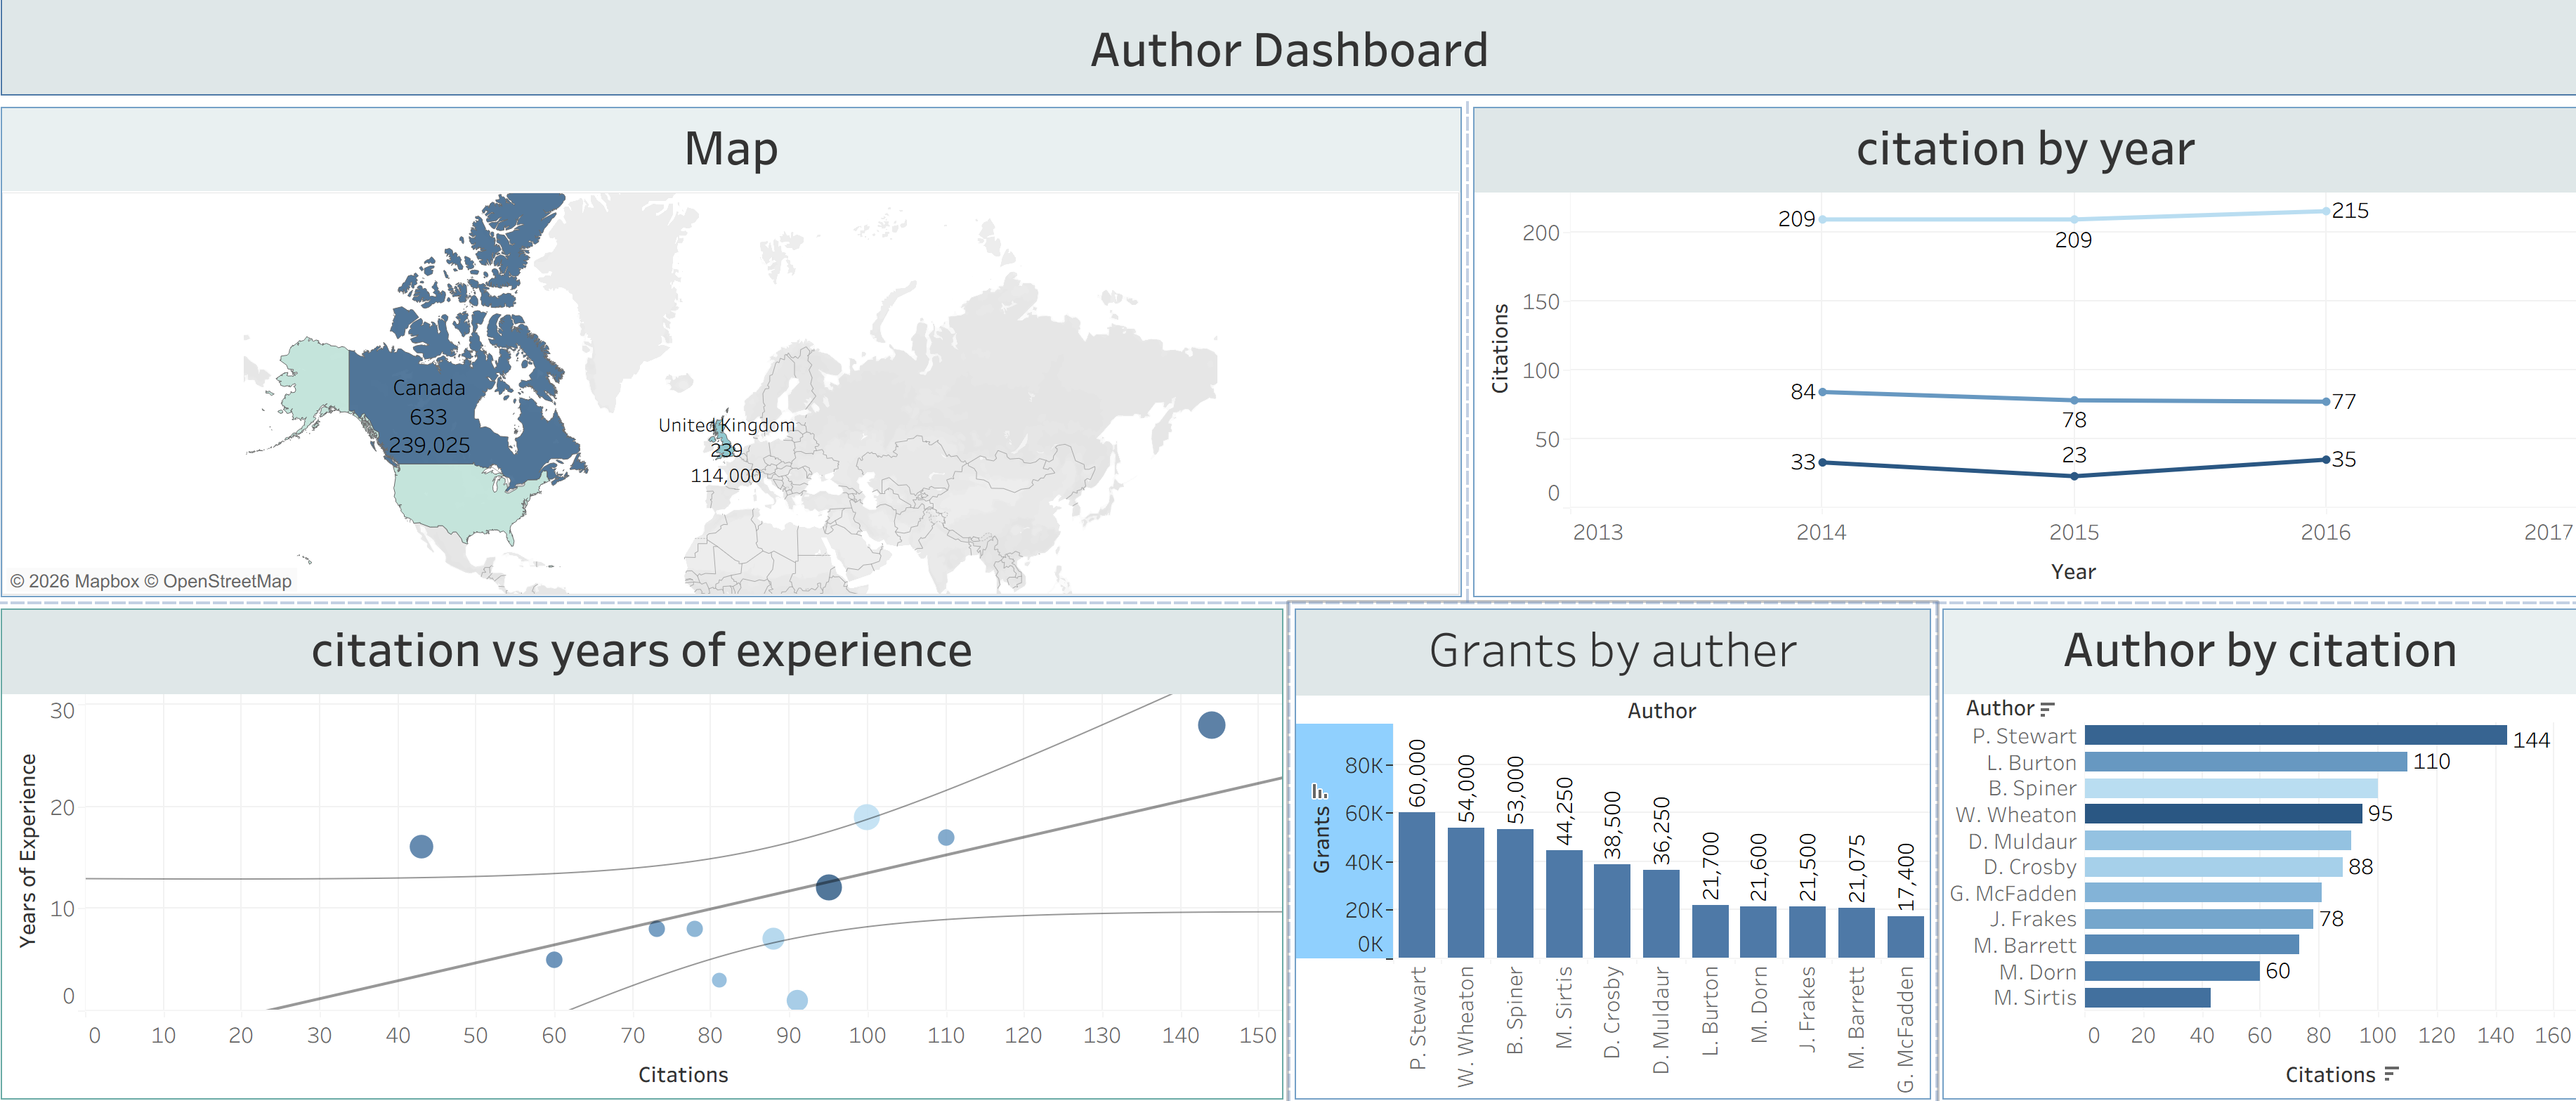 Author Dashboard
Map
Canada
633
239,025
United Kingdom
239
114,000
© 2026 Mapbox © OpenStreetMap
citation by year
Citations
200
150
100
50
0
209
209
215
84
78
77
33
23
35
2013 2014 2015 2016 2017
Year
citation vs years of experience
Years of Experience
30
20
10
0
0 10 20 30 40 50 60 70 80 90 100 110 120 130 140 150
Citations
Grants by auther
Author
Grants
80K
60K
40K
20K
0K
60,000 54,000 53,000 44,250 38,500 36,250 21,700 21,600 21,500 21,075 17,400
P. Stewart W. Wheaton B. Spiner M. Sirtis D. Crosby D. Muldaur L. Burton M. Dorn J. Frakes M. Barrett G. McFadden
Author by citation
Author
P. Stewart 144
L. Burton 110
B. Spiner
W. Wheaton 95
D. Muldaur
D. Crosby 88
G. McFadden
J. Frakes 78
M. Barrett
M. Dorn 60
M. Sirtis
0 20 40 60 80 100 120 140 160
Citations